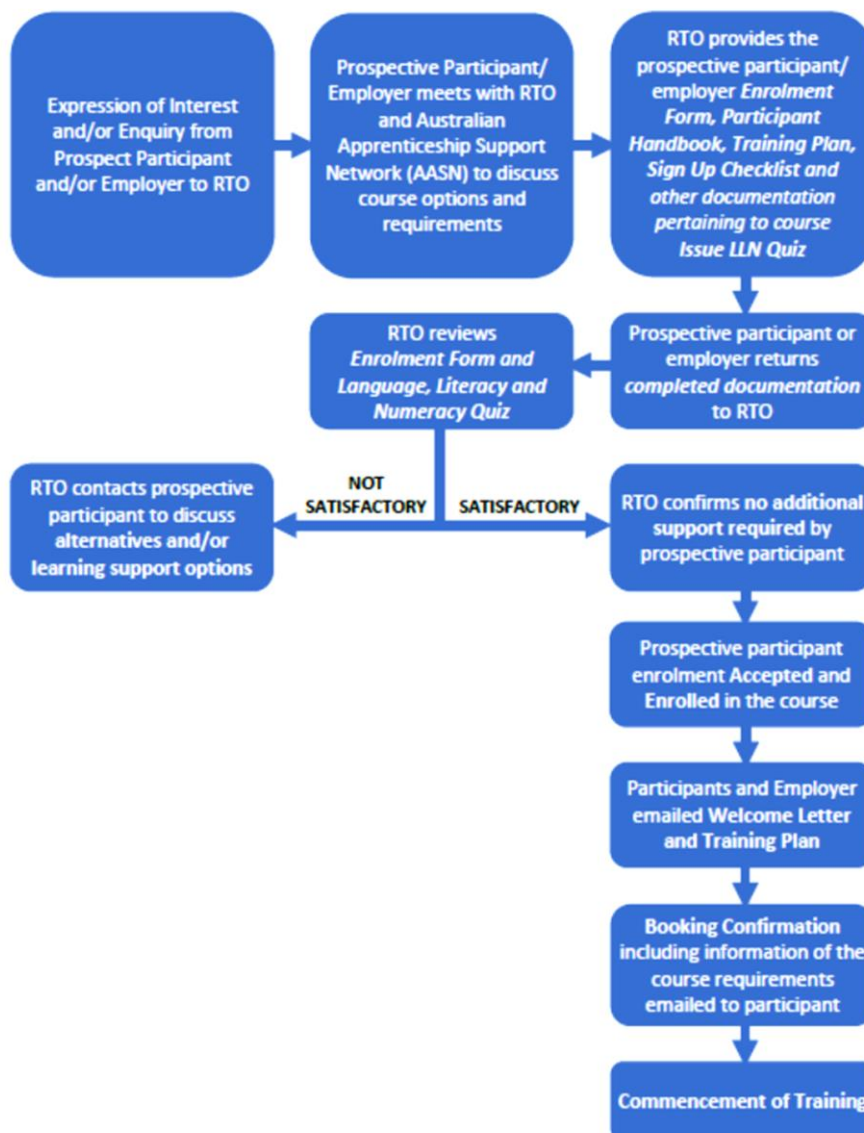 Expression of Interest
and/or Enquiry from
Prospect Participant
and/or Employer to RTO
Prospective Participant/
Employer meets with RTO
and Australian
Apprenticeship Support
Network (AASN) to discuss
course options and
requirements
RTO provides the
prospective participant/
employer Enrolment
Form, Participant
Handbook, Training Plan,
Sign Up Checklist and
other documentation
pertaining to course
Issue LLN Quiz
Prospective participant or
employer returns
completed documentation
to RTO
RTO reviews
Enrolment Form and
Language, Literacy and
Numeracy Quiz
NOT
SATISFACTORY
SATISFACTORY
RTO contacts prospective
participant to discuss
alternatives and/or
learning support options
RTO confirms no additional
support required by
prospective participant
Prospective participant
enrolment Accepted and
Enrolled in the course
Participants and Employer
emailed Welcome Letter
and Training Plan
Booking Confirmation
including information of the
course requirements
emailed to participant
Commencement of Training